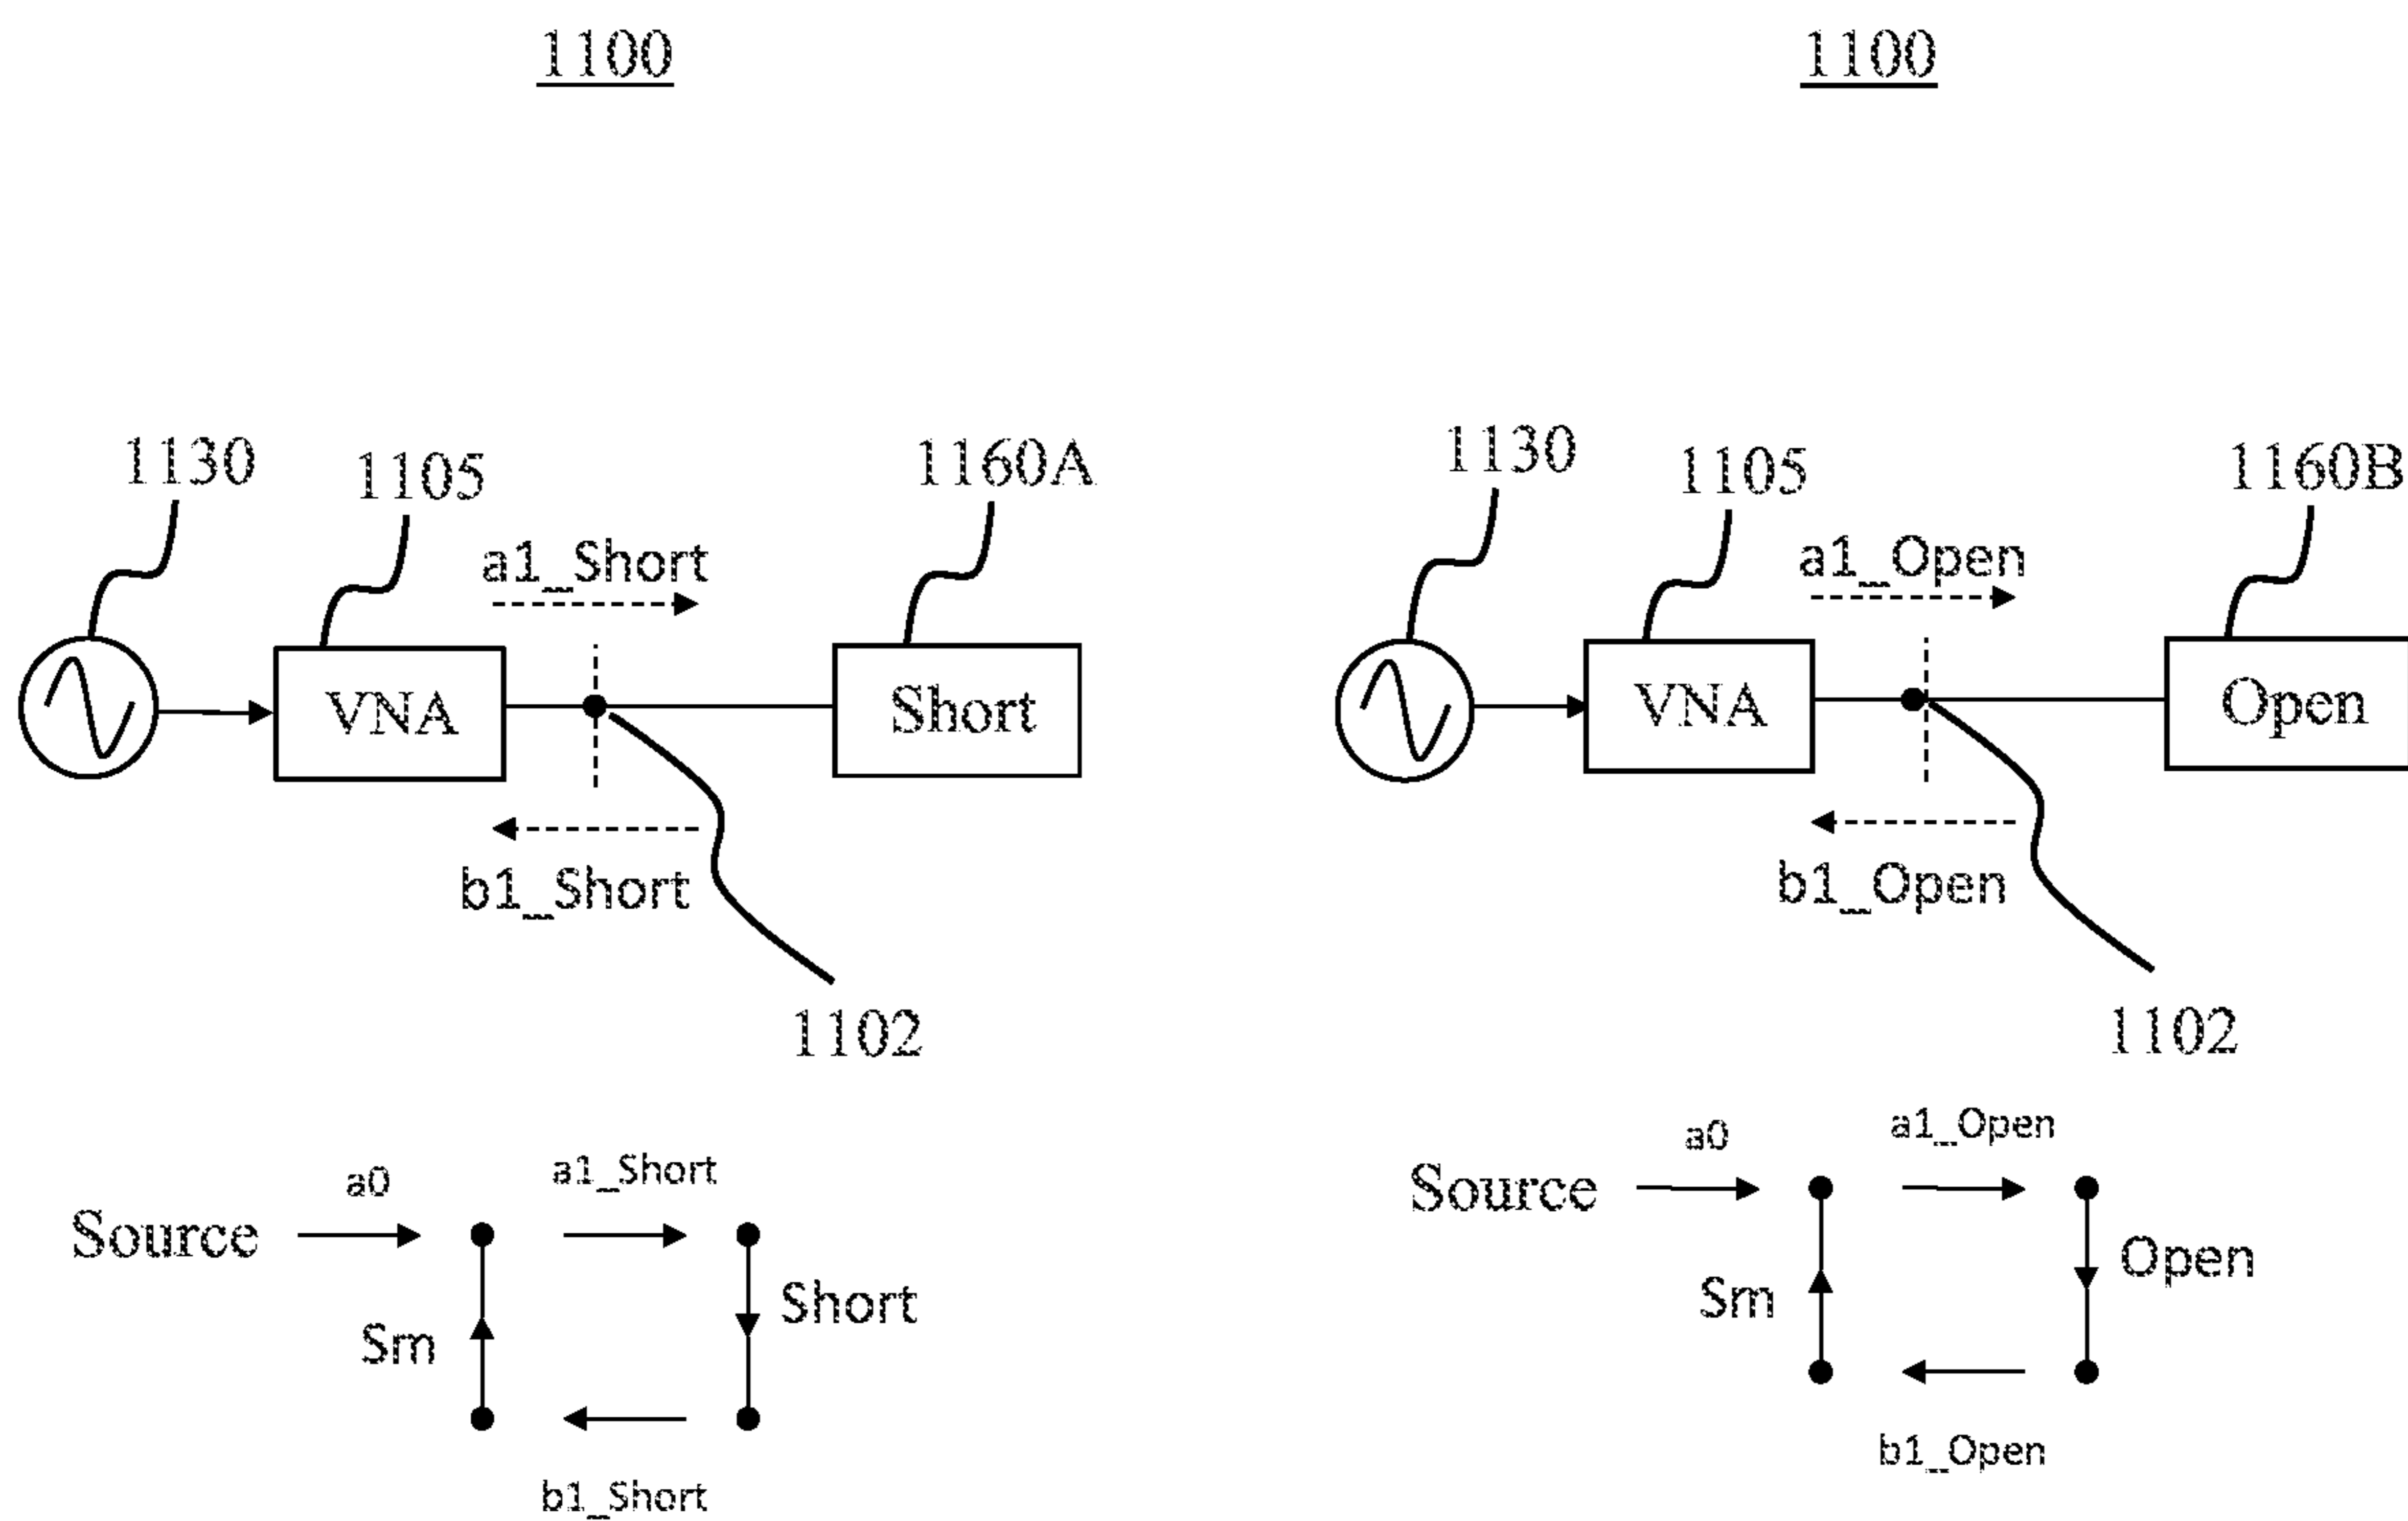 1100
1130
1105
1160A
a1_Short
VNA
Short
b1_Short
1102
a0
a1_Short
Source
Short
Sm
b1_Short
1100
1130
1105
1160B
a1_Open
VNA
Open
b1_Open
1102
a0
a1_Open
Source
Open
Sm
b1_Open